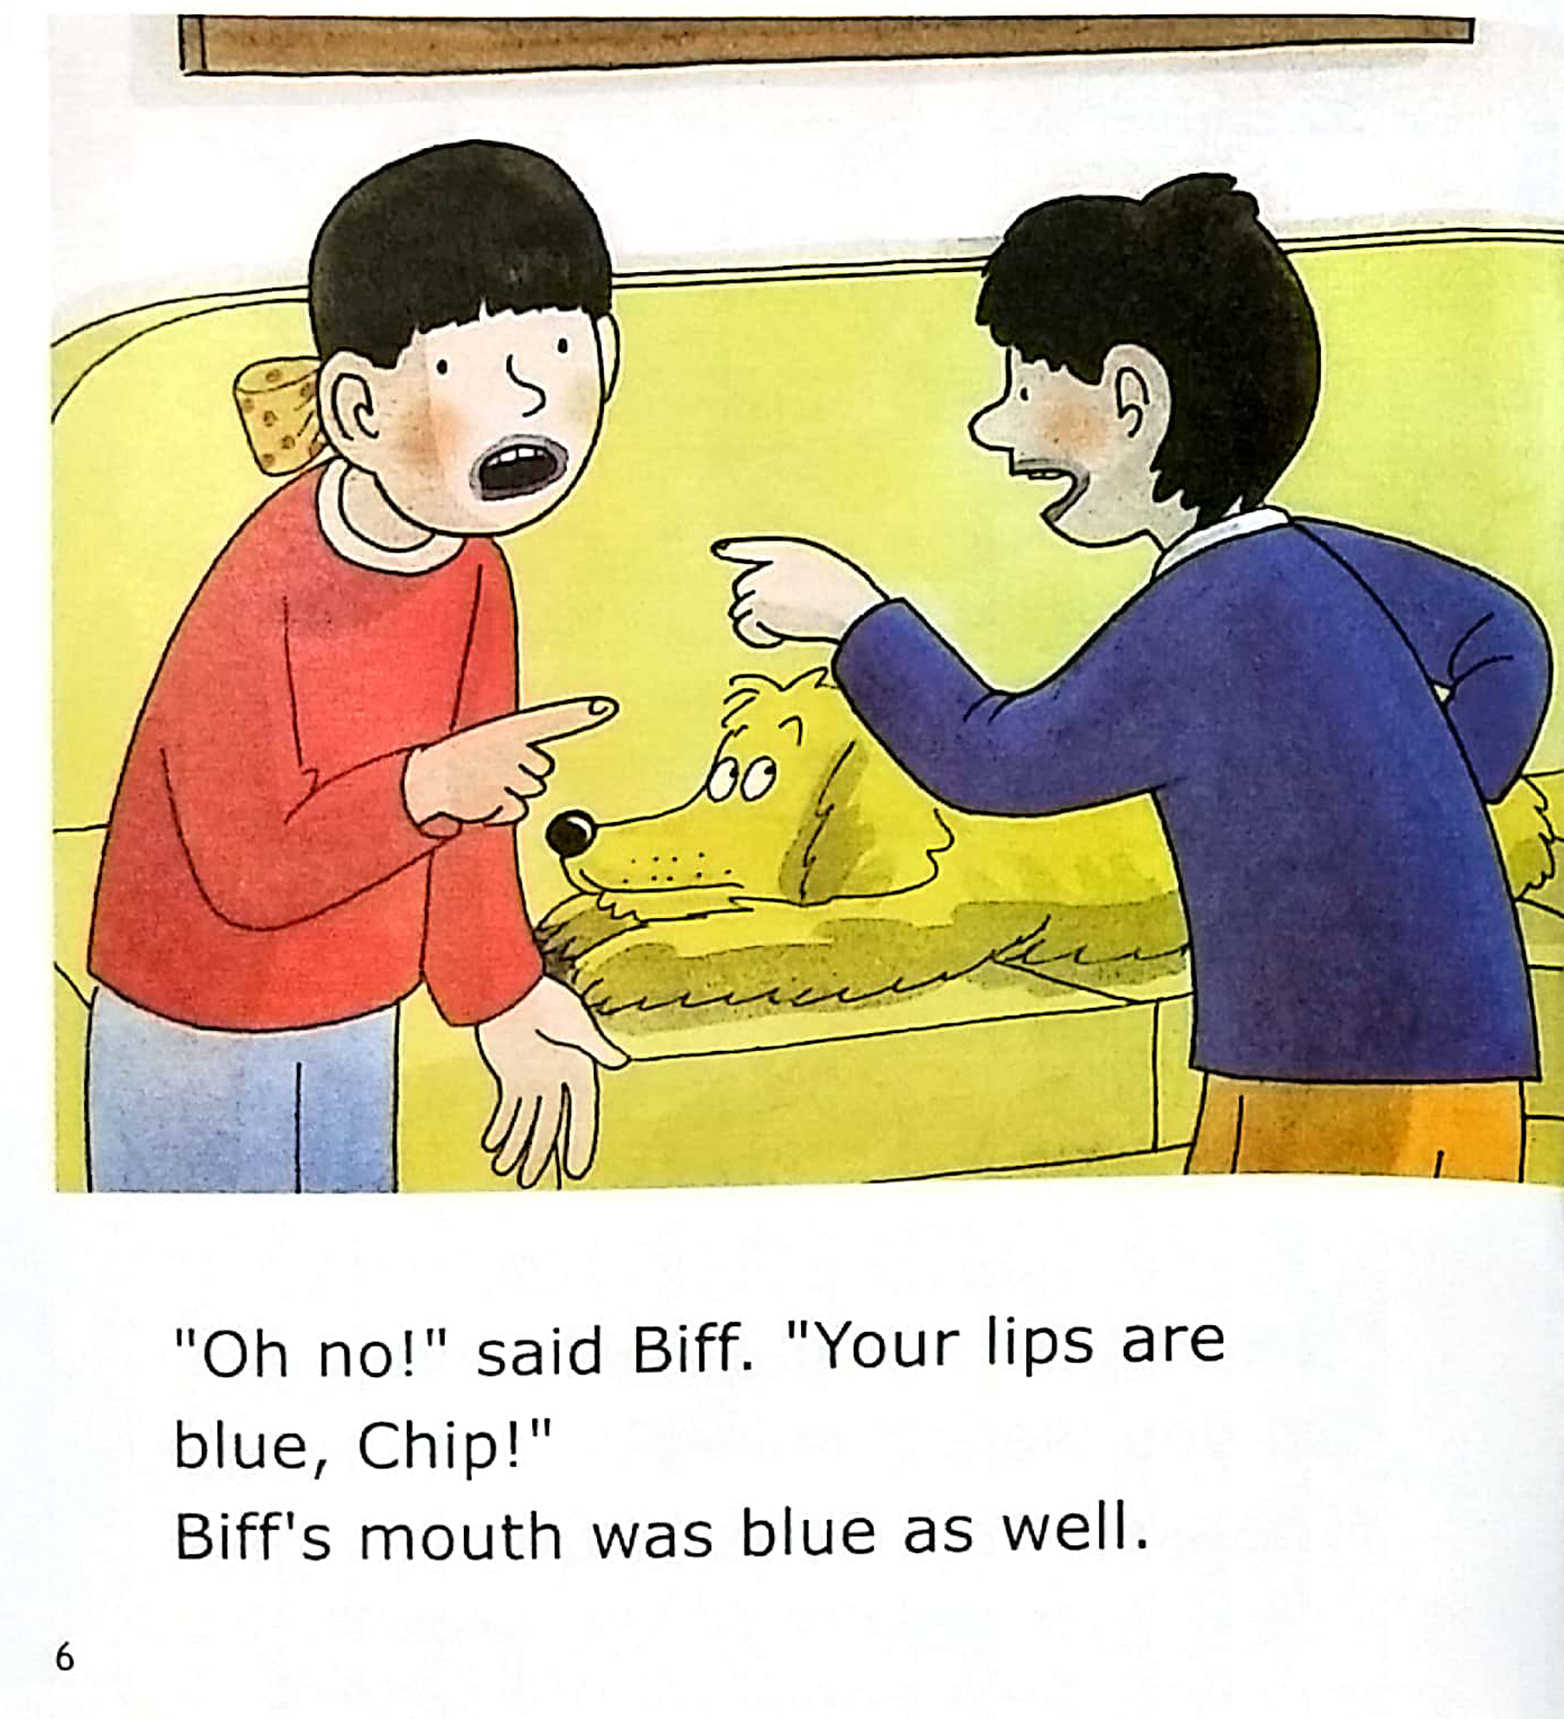 "Oh no!" said Biff. "Your lips are
blue, Chip!"
Biff's mouth was blue as well.
6